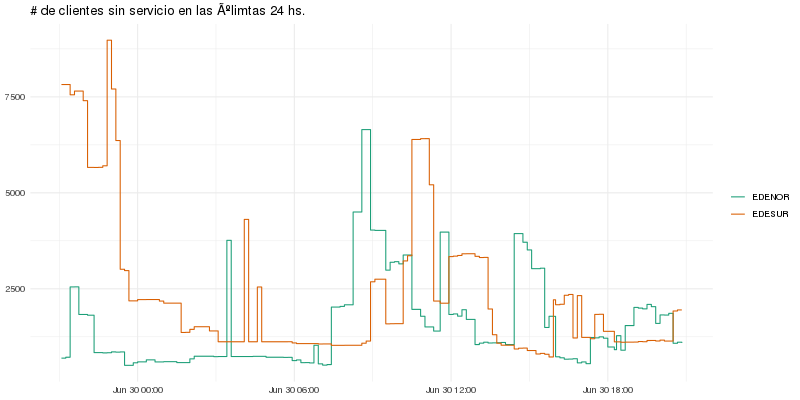 # de clientes sin servicio en las Ãºlimtas 24 hs.
7500
5000
2500
Jun 30 00:00
Jun 30 06:00
Jun 30 12:00
Jun 30 18:00
EDENOR
EDESUR